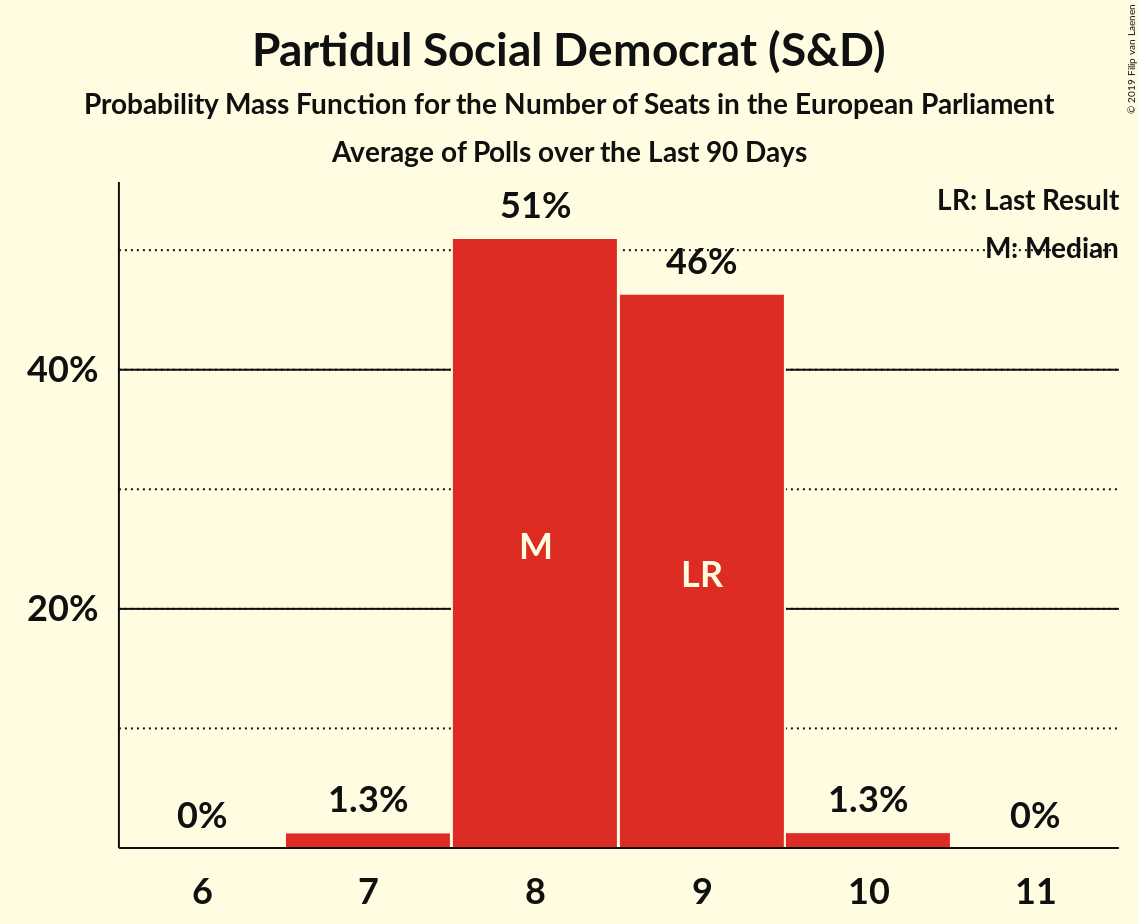 Partidul Social Democrat (S&D)
Probability Mass Function for the Number of Seats in the European Parliament
Average of Polls over the Last 90 Days
© 2019 Filip van Laenen
LR: Last Result
M: Median
51%
46%
40%
M
LR
20%
0%
1.3%
1.3%
0%
6
7
8
9
10
11